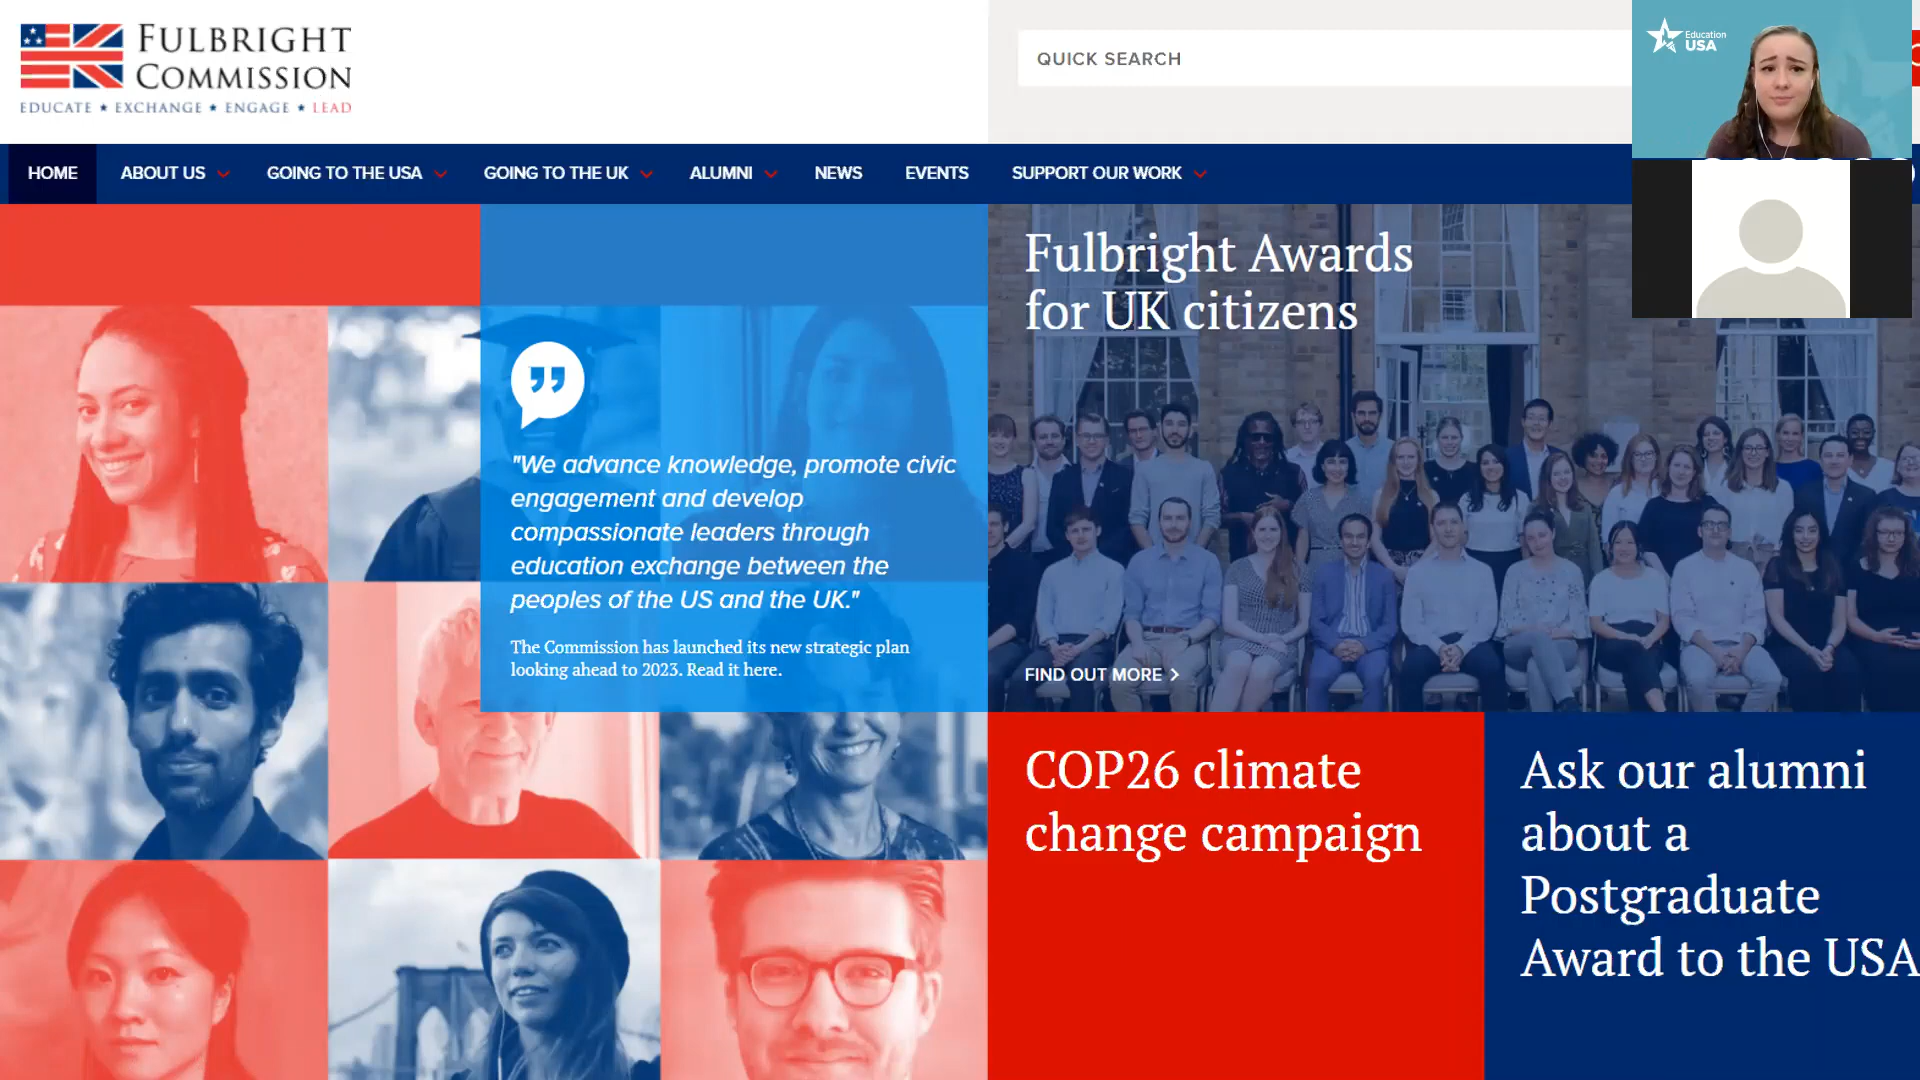 FULBRIGHT
COMMISSION
EDUCATE ★ EXCHANGE ★ ENGAGE ★ LEAD
QUICK SEARCH
Education
USA
HOME
ABOUT US
GOING TO THE USA
GOING TO THE UK
ALUMNI
NEWS
EVENTS
SUPPORT OUR WORK
"We advance knowledge, promote civic
engagement and develop
compassionate leaders through
education exchange between the
peoples of the US and the UK."
The Commission has launched its new strategic plan
looking ahead to 2023. Read it here.
Fulbright Awards
for UK citizens
FIND OUT MORE >
COP26 climate
change campaign
Ask our alumni
about a
Postgraduate
Award to the USA